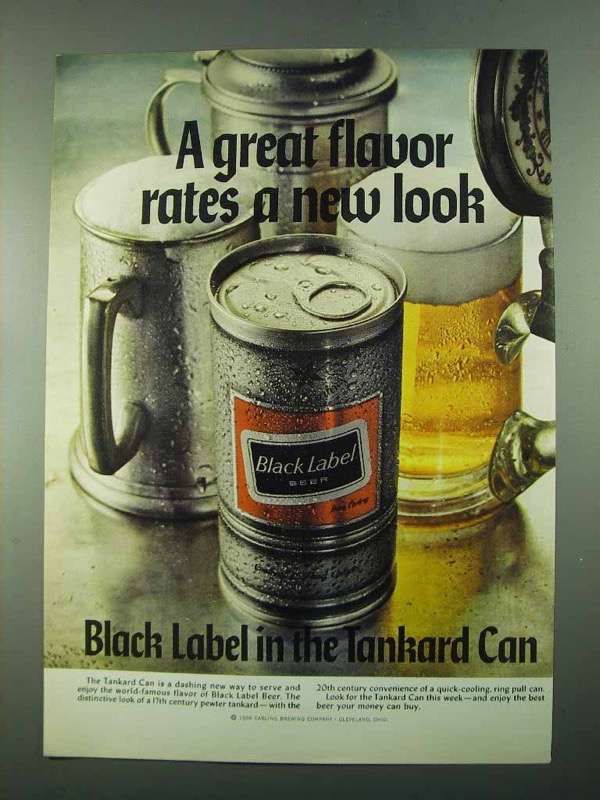 A great flavor
rates a new look
Black Label
BEER
Black Label in the Tankard Can
The Tankard Can is a dashing new way to serve and
enjoy the world-famous flavor of Black Label Beer. The
distinctive look of a 17th century pewter tankard—with the
20th century convenience of a quick-cooling, ring pull can.
Look for the Tankard Can this week—and enjoy the best
beer your money can buy.
CARLING BREWING COMPANY · CLEVELAND, OHIO